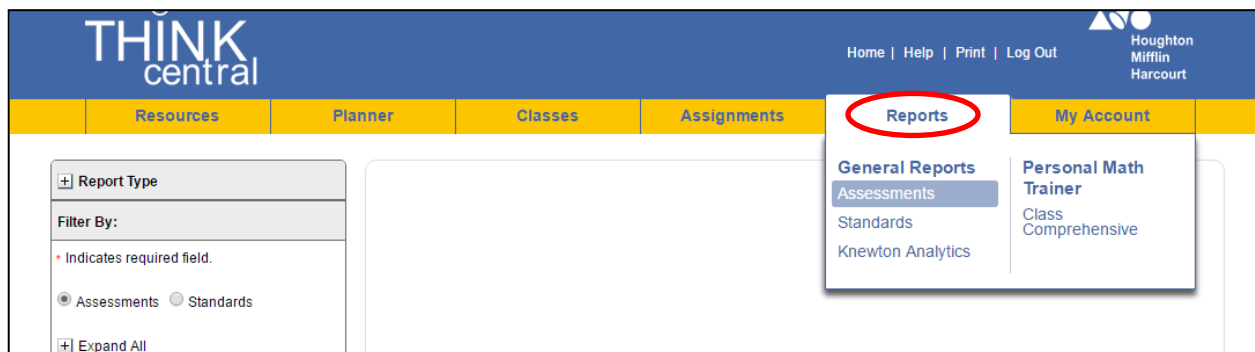 THINK
central
Home | Help | Print | Log Out
Houghton
Mifflin
Harcourt
Resources
Planner
Classes
Assignments
Reports
My Account
General Reports
Assessments
Standards
Knewton Analytics
Personal Math
Trainer
Class
Comprehensive
Report Type
Filter By:
* Indicates required field.
Assessments Standards
Expand All